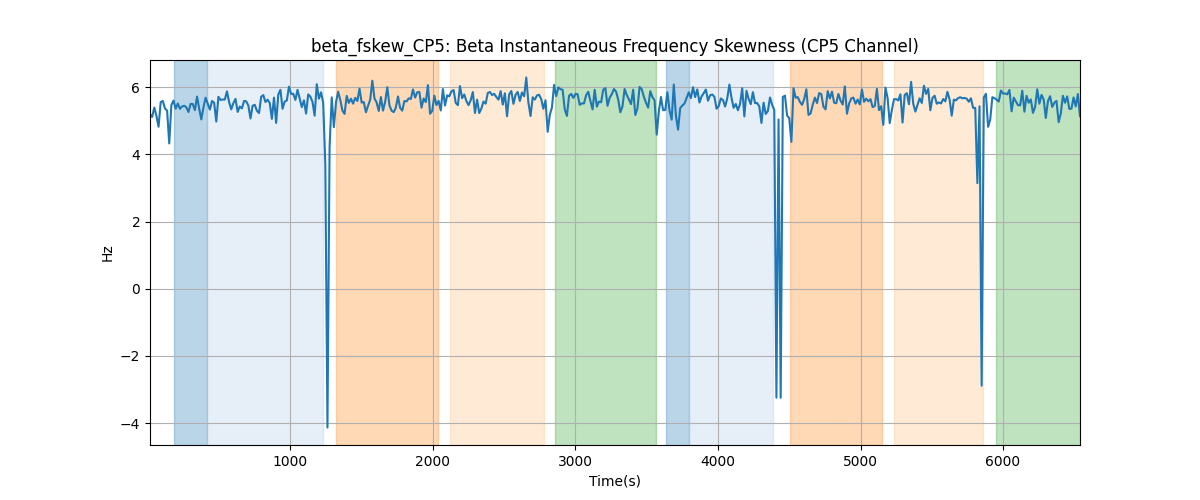 beta_fskew_CP5: Beta Instantaneous Frequency Skewness (CP5 Channel)
6
4
2
0
−2
−4
Hz
1000 2000 3000 4000 5000 6000
Time(s)